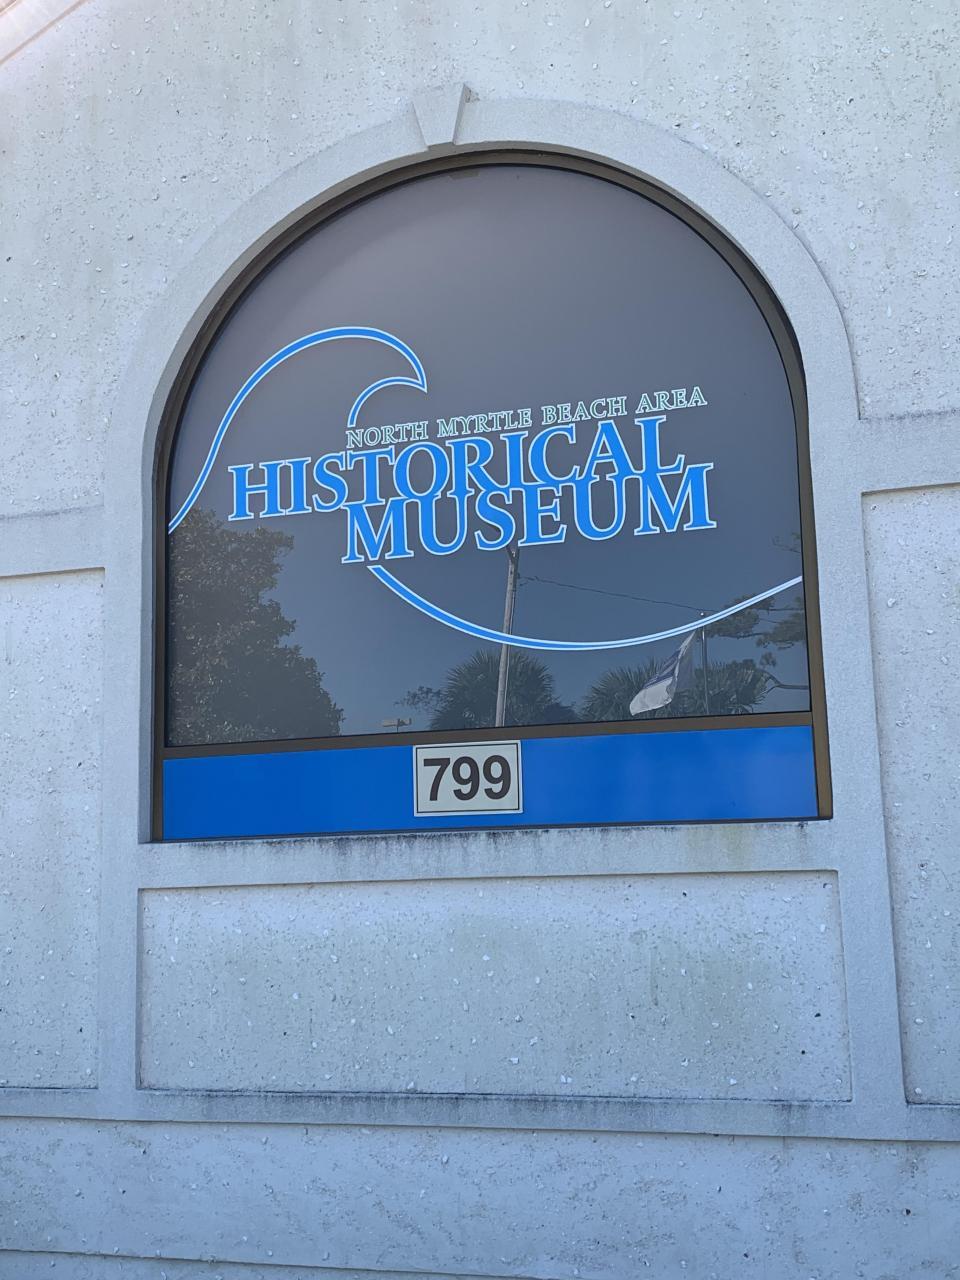 NORTH MYRTLE BEACH AREA
HISTORICAL
MUSEUM
799